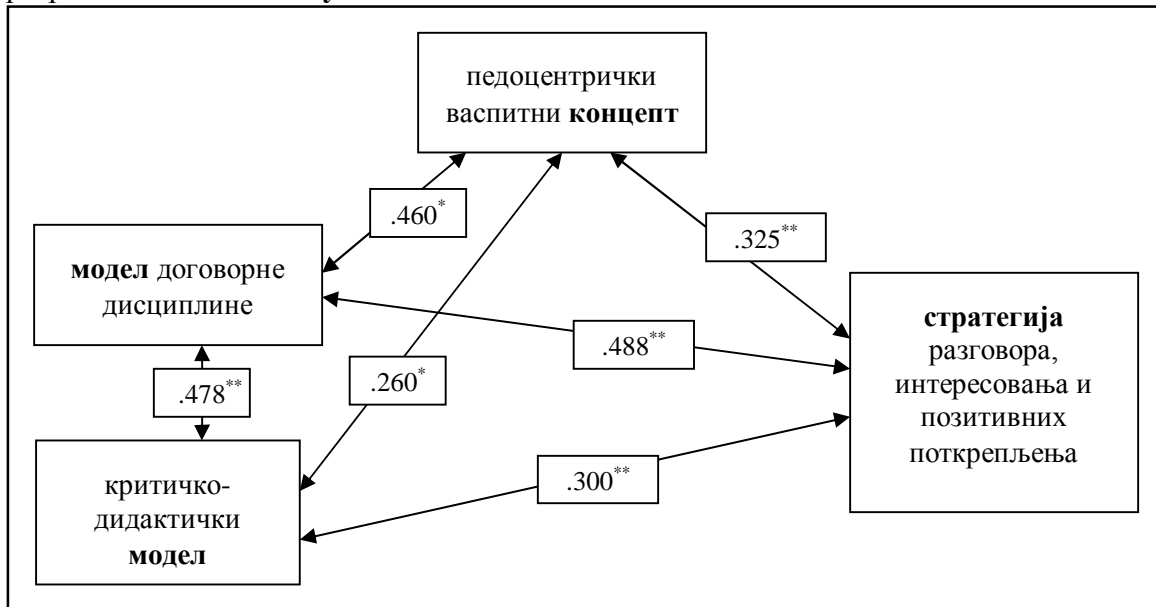 педоцентрички
васпитни концепт
.460*
.325**
модел договорне
дисциплине
стратегија
разговора,
интересовања и
позитивних
поткрепљења
.488**
.478**
.260*
критичко-
дидактички
модел
.300**